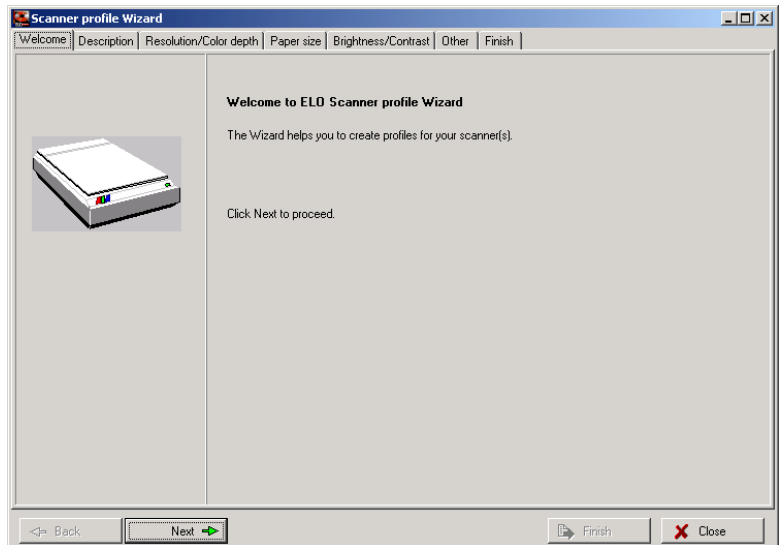 Scanner profile Wizard
Welcome Description Resolution/Color depth Paper size Brightness/Contrast Other Finish
Welcome to ELO Scanner profile Wizard
The Wizard helps you to create profiles for your scanner(s).
Click Next to proceed.
Back Next Finish Close